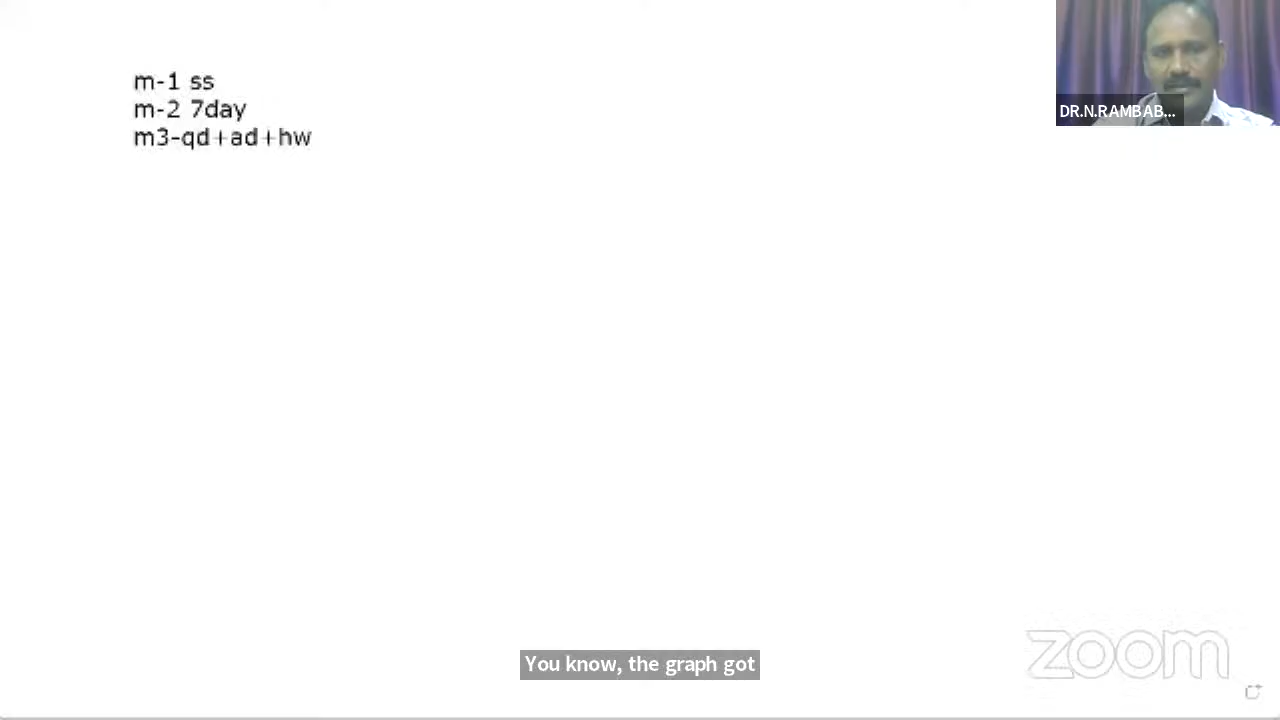 m-1 ss
m-2 7day
m3-qd+ad+hw
DR.N.RAMBAB...
You know, the graph got
zoom